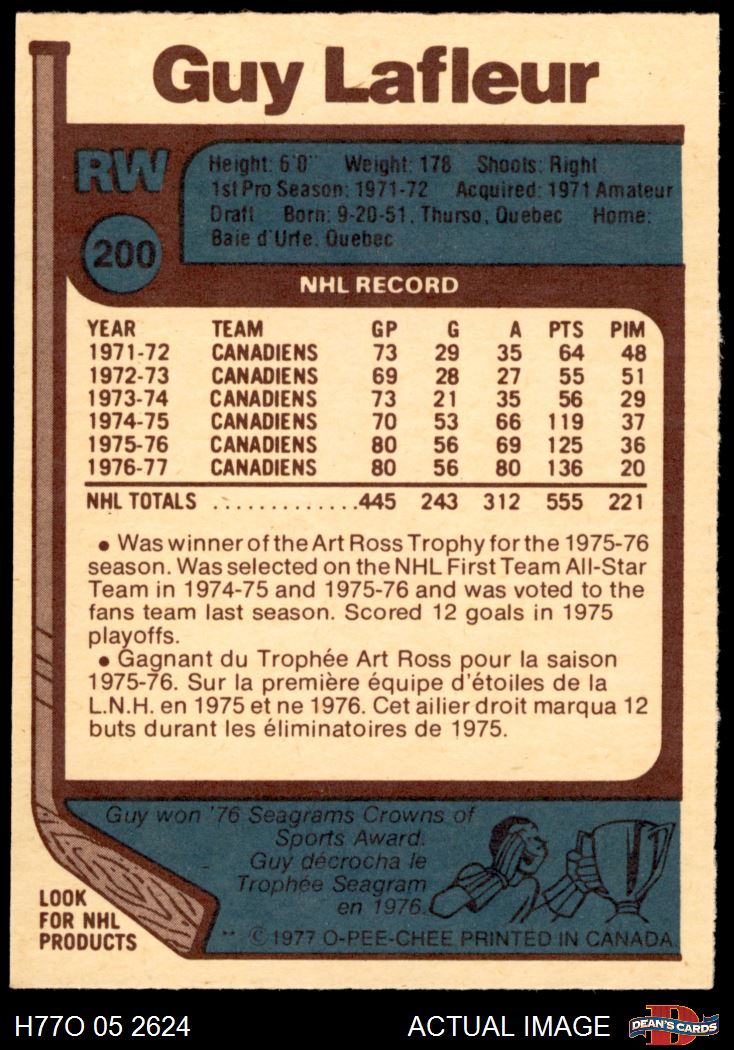 Guy Lafleur
RW
Height: 6'0" Weight: 178 Shoots: Right
1st Pro Season: 1971-72 Acquired: 1971 Amateur
Draft Born: 9-20-51, Thurso, Quebec Home:
Baie d'Urfe, Quebec
200
NHL RECORD
YEAR TEAM GP G A PTS PIM
1971-72 CANADIENS 73 29 35 64 48
1972-73 CANADIENS 69 28 27 55 51
1973-74 CANADIENS 73 21 35 56 29
1974-75 CANADIENS 70 53 66 119 37
1975-76 CANADIENS 80 56 69 125 36
1976-77 CANADIENS 80 56 80 136 20
NHL TOTALS .............445 243 312 555 221
• Was winner of the Art Ross Trophy for the 1975-76
season. Was selected on the NHL First Team All-Star
Team in 1974-75 and 1975-76 and was voted to the
fans team last season. Scored 12 goals in 1975
playoffs.
• Gagnant du Trophée Art Ross pour la saison
1975-76. Sur la première équipe d'étoiles de la
L.N.H. en 1975 et ne 1976. Cet ailier droit marqua 12
buts durant les éliminatoires de 1975.
Guy won '76 Seagrams Crowns of
Sports Award.
Guy décrocha le
Trophée Seagram
en 1976.
LOOK
FOR NHL
PRODUCTS
** © 1977 O-PEE-CHEE PRINTED IN CANADA
H77O 05 2624 ACTUAL IMAGE DEAN'S CARDS